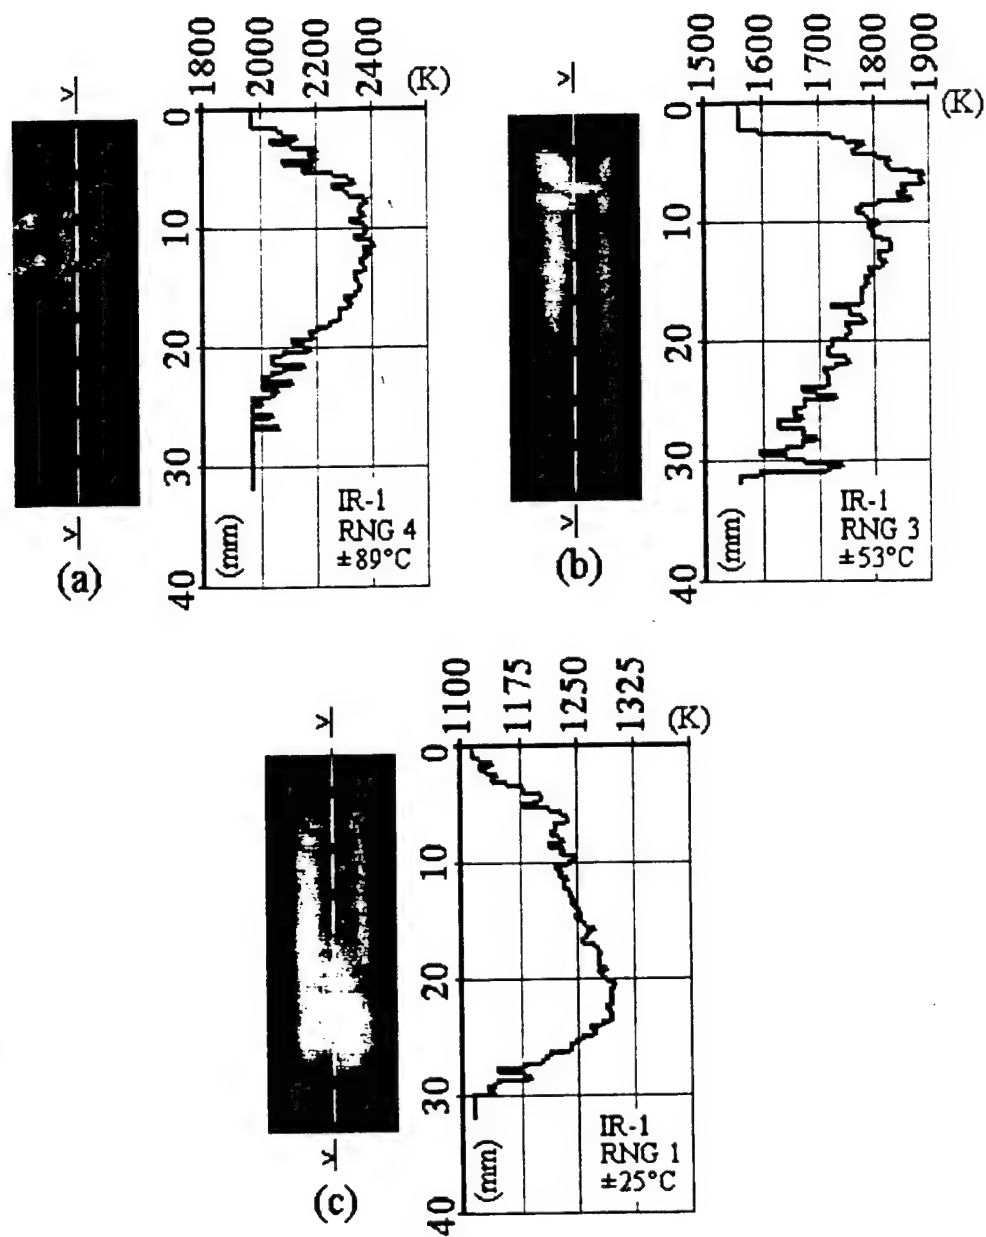 1800
2000
2200
2400
(K)
0
10
20
30
40
(mm)
IR-1
RNG 4
±89°C
V
V
(a)
1500
1600
1700
1800
1900
(K)
0
10
20
30
40
(mm)
IR-1
RNG 3
±53°C
V
V
(b)
1100
1175
1250
1325
(K)
0
10
20
30
40
(mm)
IR-1
RNG 1
±25°C
V
V
(c)